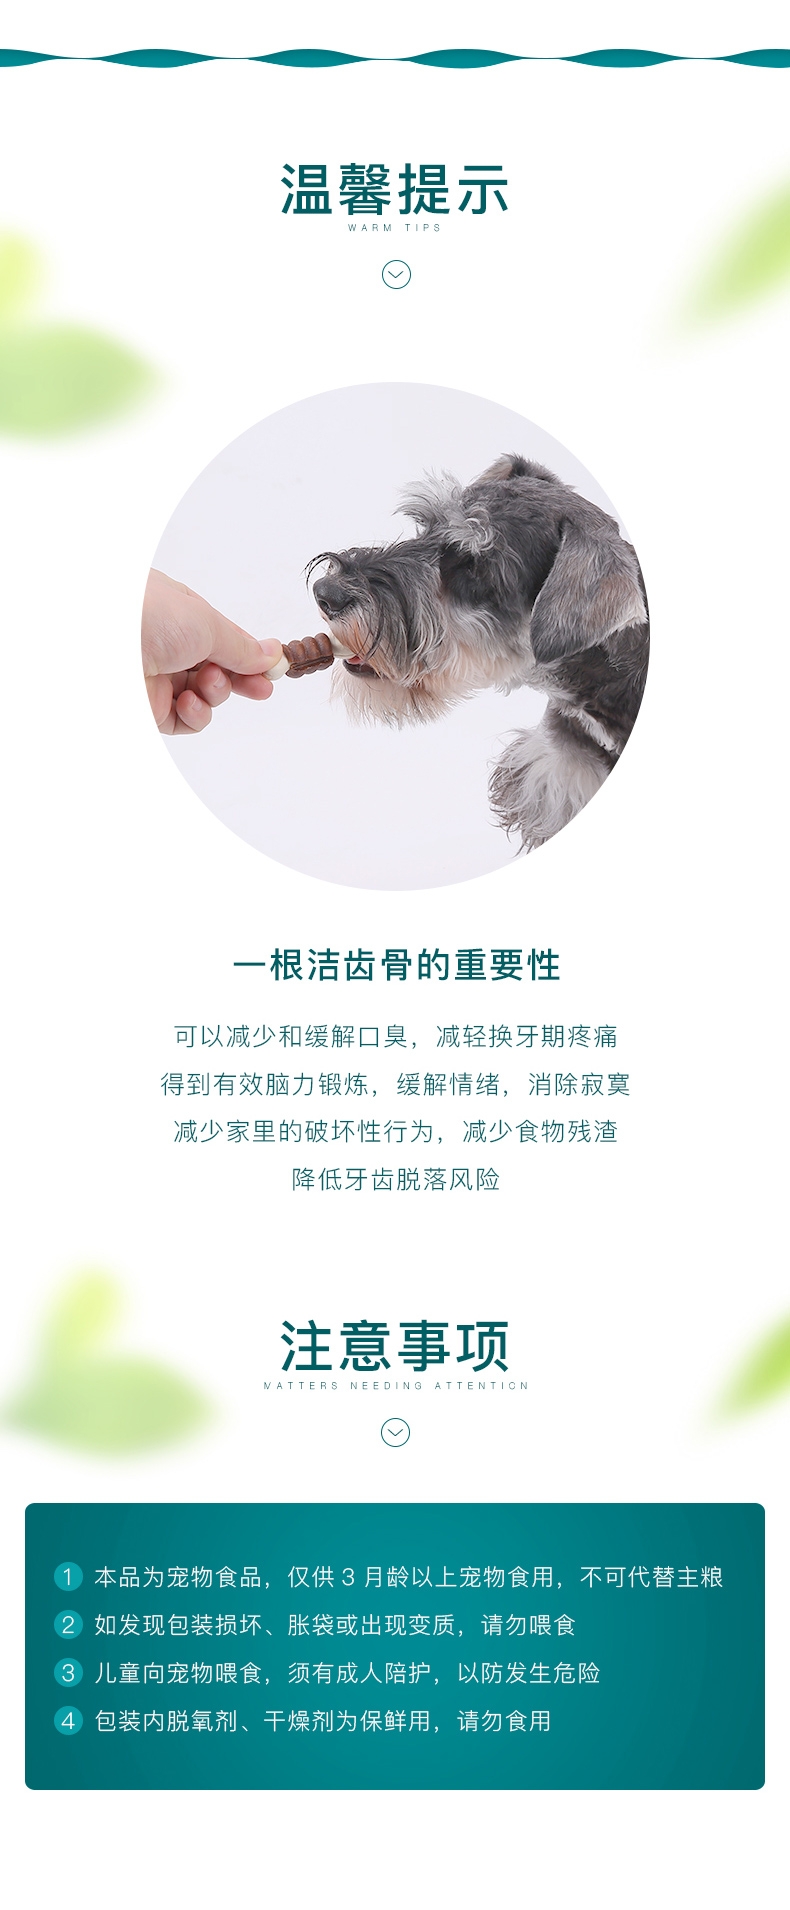 温馨提示
WARM TIPS
一根洁齿骨的重要性
可以减少和缓解口臭，减轻换牙期疼痛
得到有效脑力锻炼，缓解情绪，消除寂寞
减少家里的破坏性行为，减少食物残渣
降低牙齿脱落风险
注意事项
MATTERS NEEDING ATTENTION
1 本品为宠物食品，仅供 3 月龄以上宠物食用，不可代替主粮
2 如发现包装损坏、胀袋或出现变质，请勿喂食
3 儿童向宠物喂食，须有成人陪护，以防发生危险
4 包装内脱氧剂、干燥剂为保鲜用，请勿食用